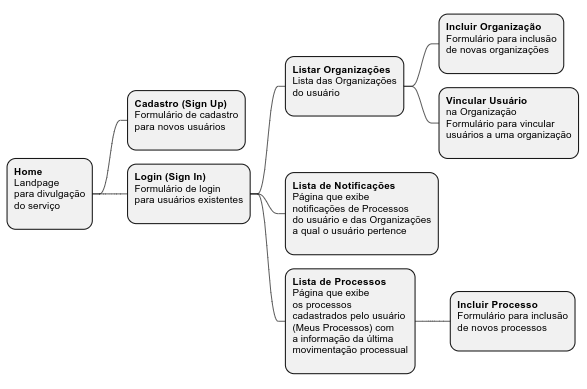 Home
Landpage
para divulgação
do serviço
Cadastro (Sign Up)
Formulário de cadastro
para novos usuários
Login (Sign In)
Formulário de login
para usuários existentes
Listar Organizações
Lista das Organizações
do usuário
Incluir Organização
Formulário para inclusão
de novas organizações
Vincular Usuário
na Organização
Formulário para vincular
usuários a uma organização
Lista de Notificações
Página que exibe
notificações de Processos
do usuário e das Organizações
a qual o usuário pertence
Lista de Processos
Página que exibe
os processos
cadastrados pelo usuário
(Meus Processos) com
a informação da última
movimentação processual
Incluir Processo
Formulário para inclusão
de novos processos